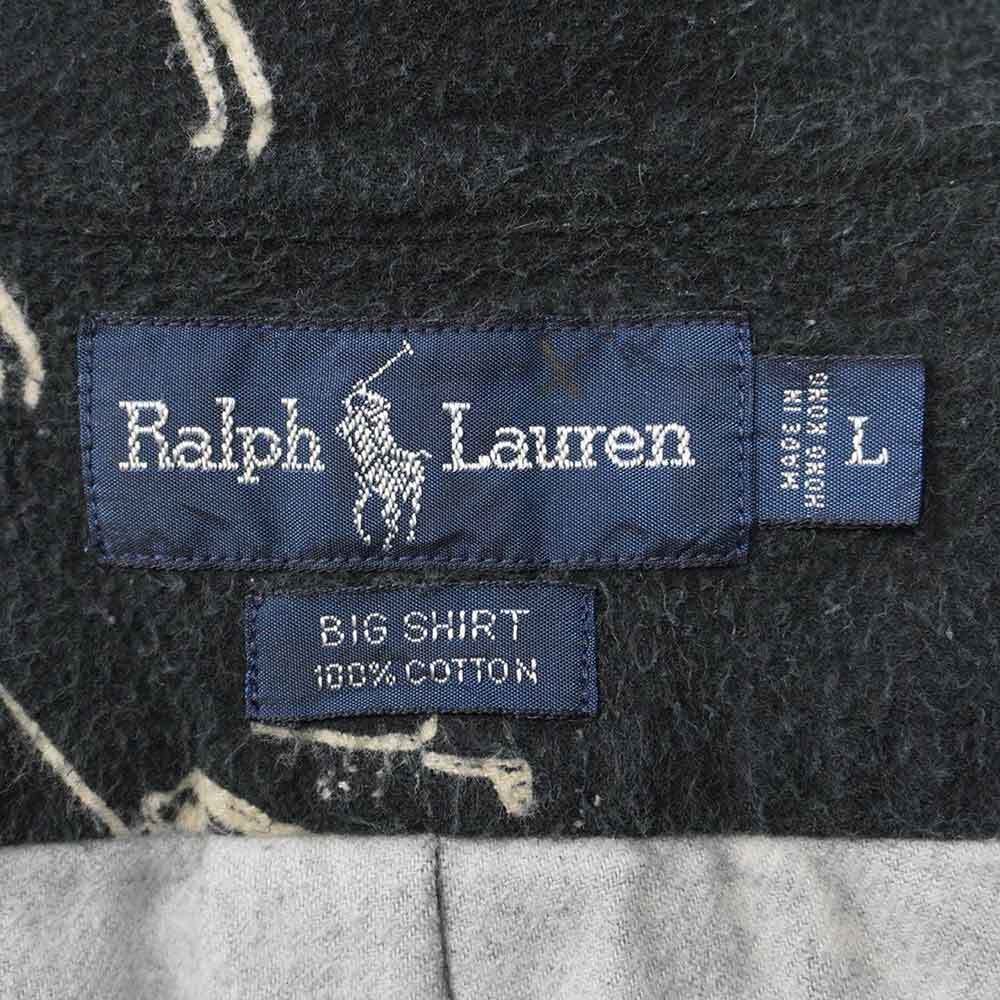 Ralph Lauren
MADE IN
HONG KONG
L
BIG SHIRT
100% COTTON